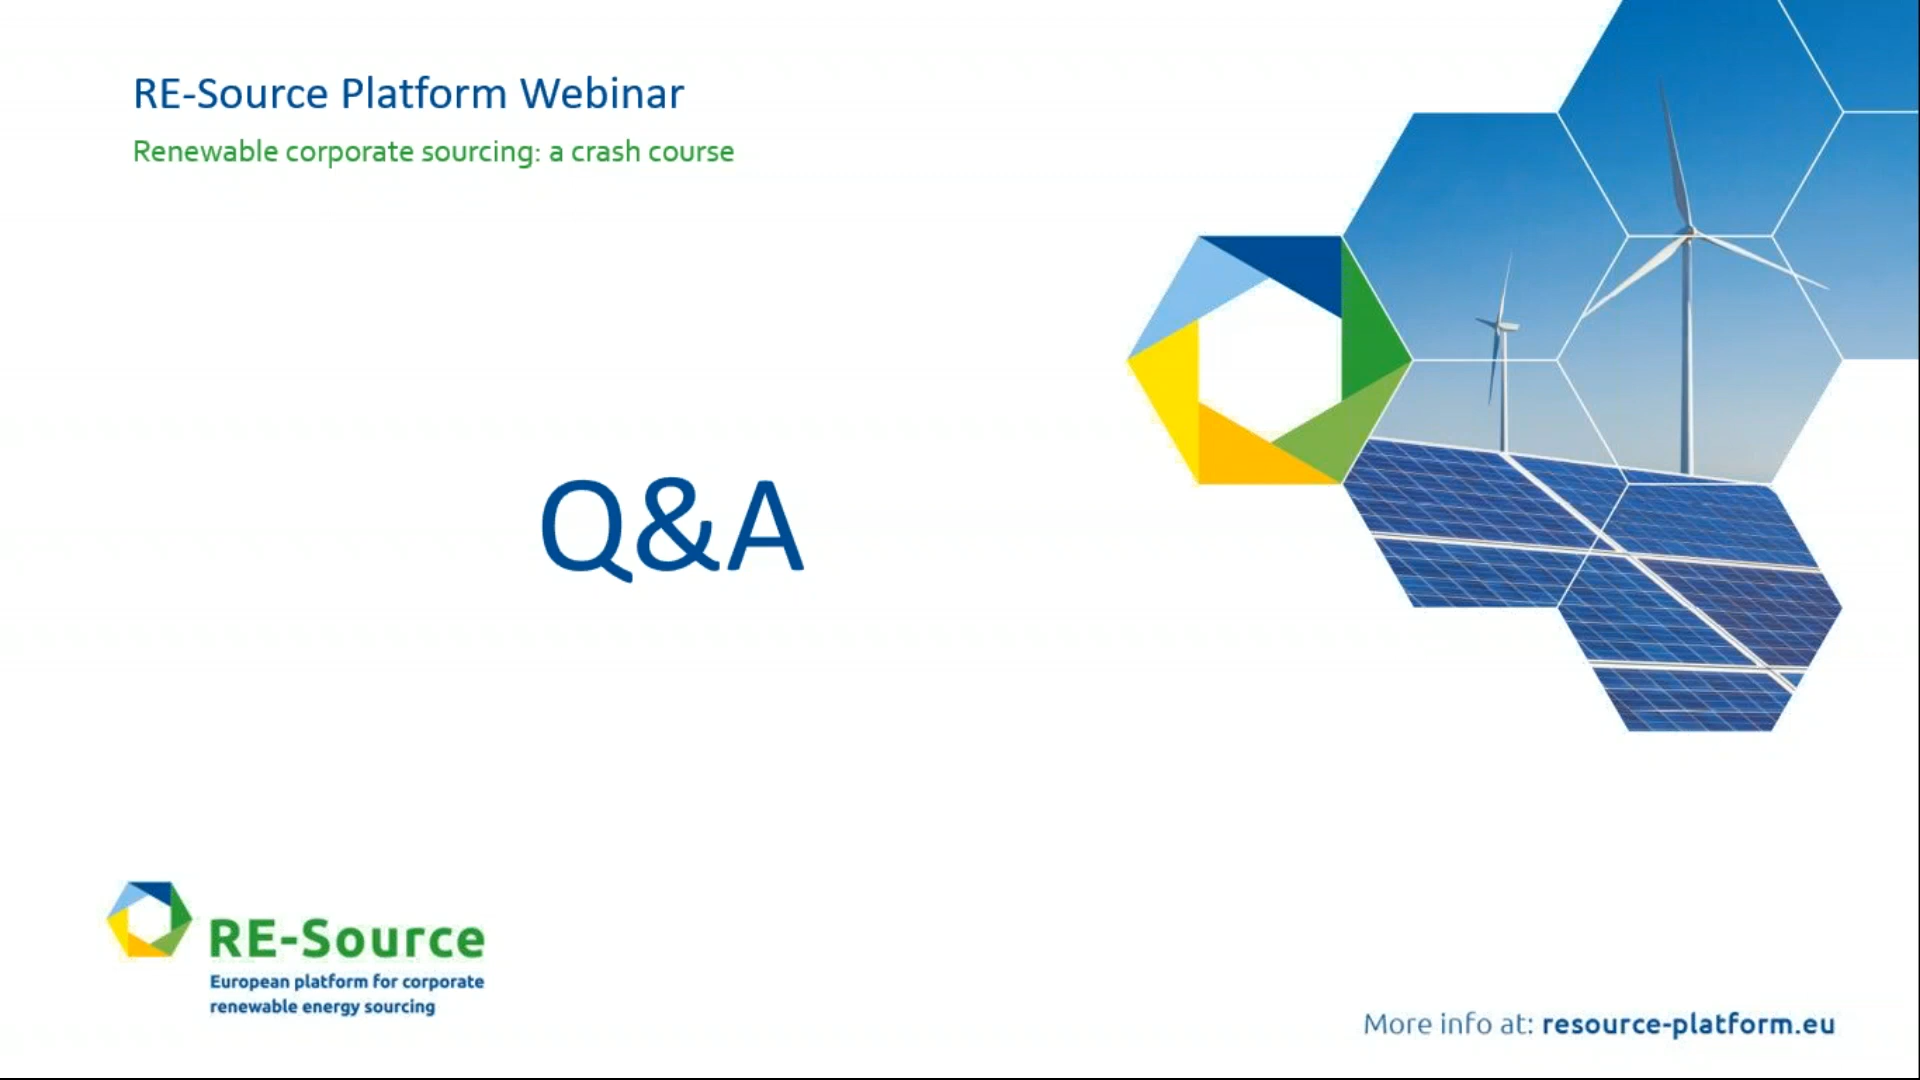 RE-Source Platform Webinar
Renewable corporate sourcing: a crash course
Q&A
RE-Source
European platform for corporate
renewable energy sourcing
More info at: resource-platform.eu